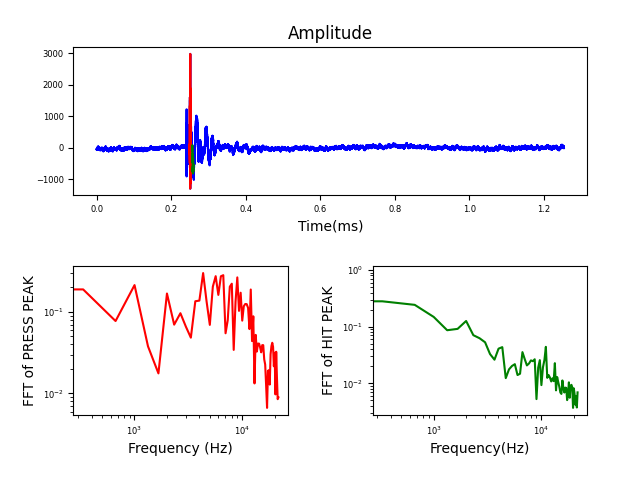 Amplitude
3000
2000
1000
0
−1000
0.0 0.2 0.4 0.6 0.8 1.0 1.2
Time(ms)
FFT of PRESS PEAK
10⁻¹
10⁻²
10³ 10⁴
Frequency (Hz)
FFT of HIT PEAK
10⁰
10⁻¹
10⁻²
10³ 10⁴
Frequency(Hz)